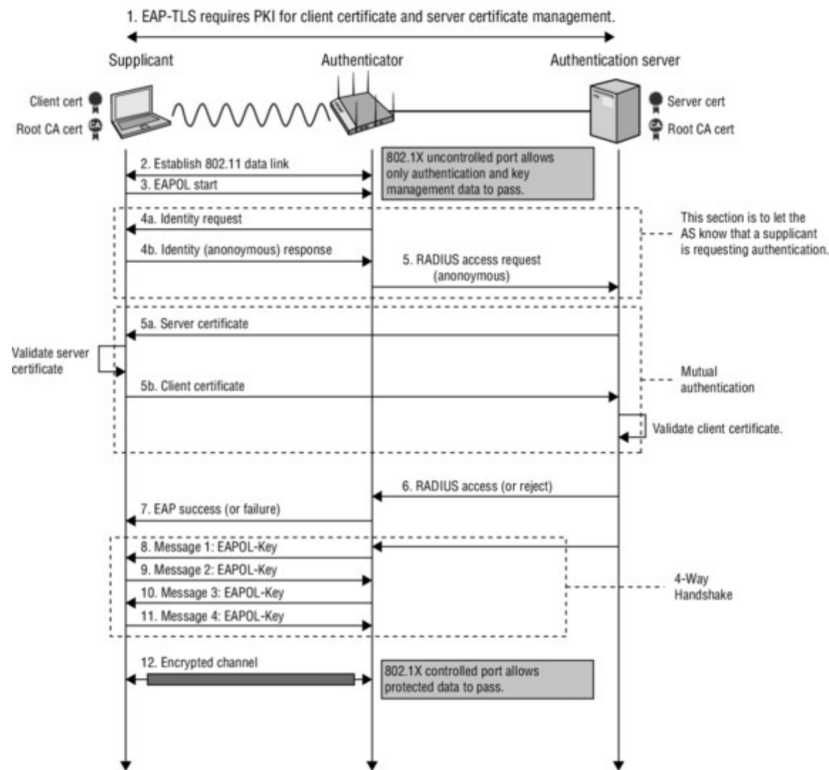 1. EAP-TLS requires PKI for client certificate and server certificate management.
Supplicant
Authenticator
Authentication server
Client cert
Root CA cert
CA
Server cert
Root CA cert
CA
2. Establish 802.11 data link
3. EAPOL start
802.1X uncontrolled port allows
only authentication and key
management data to pass.
4a. Identity request
4b. Identity (anonoymous) response
5. RADIUS access request
(anonoymous)
This section is to let the
AS know that a supplicant
is requesting authentication.
5a. Server certificate
Validate server
certificate
5b. Client certificate
Mutual
authentication
Validate client certificate.
6. RADIUS access (or reject)
7. EAP success (or failure)
8. Message 1: EAPOL-Key
9. Message 2: EAPOL-Key
10. Message 3: EAPOL-Key
11. Message 4: EAPOL-Key
4-Way
Handshake
12. Encrypted channel
802.1X controlled port allows
protected data to pass.